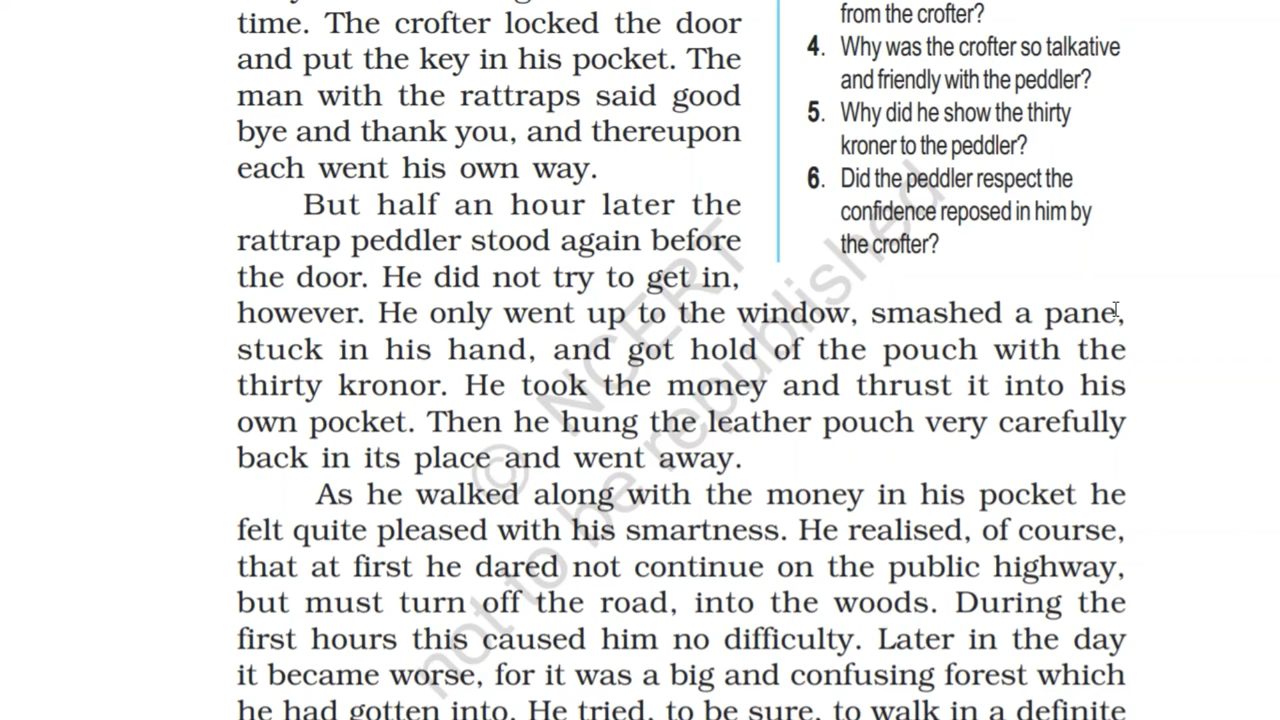 time. The crofter locked the door
and put the key in his pocket. The
man with the rattraps said good
bye and thank you, and thereupon
each went his own way.
But half an hour later the
rattrap peddler stood again before
the door. He did not try to get in,
however. He only went up to the window, smashed a pane,
stuck in his hand, and got hold of the pouch with the
thirty kronor. He took the money and thrust it into his
own pocket. Then he hung the leather pouch very carefully
back in its place and went away.
As he walked along with the money in his pocket he
felt quite pleased with his smartness. He realised, of course,
that at first he dared not continue on the public highway,
but must turn off the road, into the woods. During the
first hours this caused him no difficulty. Later in the day
it became worse, for it was a big and confusing forest which
he had gotten into. He tried, to be sure, to walk in a definite
from the crofter?
4. Why was the crofter so talkative
and friendly with the peddler?
5. Why did he show the thirty
kroner to the peddler?
6. Did the peddler respect the
confidence reposed in him by
the crofter?
© NCERT
not to be republished